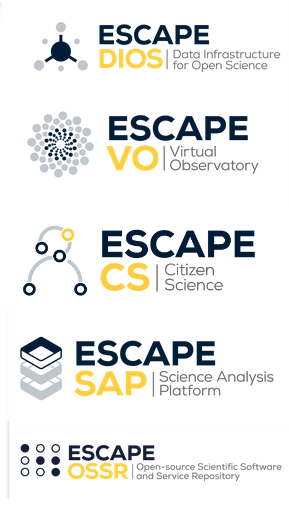 ESCAPE
DIOS | Data Infrastructure
for Open Science
ESCAPE
VO | Virtual
Observatory
ESCAPE
CS | Citizen
Science
ESCAPE
SAP | Science Analysis
Platform
ESCAPE
OSSR | Open-source Scientific Software
and Service Repository